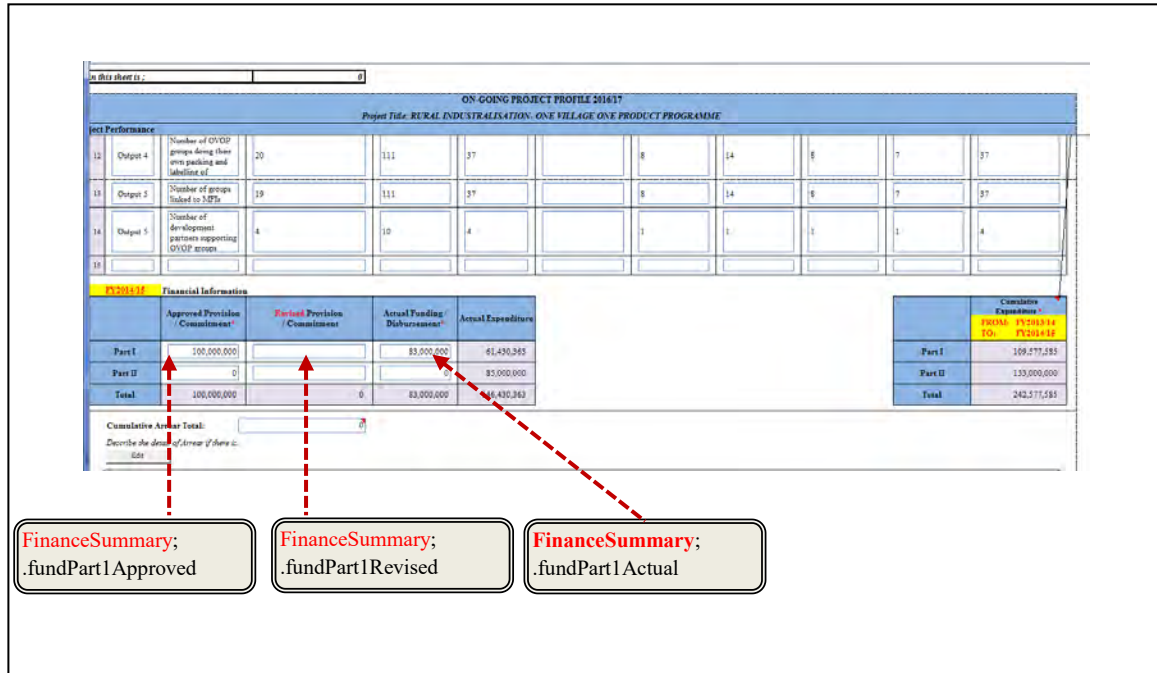 n this sheet is ; 0
ON-GOING PROJECT PROFILE 2016/17
Project Title: RURAL INDUSTRALISATION- ONE VILLAGE ONE PRODUCT PROGRAMME
ject Performance
12 Output 4 Number of OVOP groups doing their own packing and labelling of 20 111 37 8 14 8 7 37
13 Output 5 Number of groups linked to MFIs 19 111 37 8 14 8 7 37
14 Output 5 Number of development partners supporting OVOP groups 4 10 4 1 1 1 1 4
15
FY2014/15 Financial Information
Approved Provision / Commitment* Revised Provision / Commitment Actual Funding / Disbursement* Actual Expenditure
Cumulative Expenditure *
FROM: FY2013/14
TO: FY2014/15
Part I 100,000,000 83,000,000 61,430,363 Part I 109,577,585
Part II 0 0 85,000,000 Part II 133,000,000
Total 100,000,000 0 83,000,000 146,430,363 Total 242,577,585
Cumulative Arrear Total: 0
Describe the detail of Arrear if there is.
Edit
FinanceSummary;
.fundPart1Approved
FinanceSummary;
.fundPart1Revised
FinanceSummary;
.fundPart1Actual